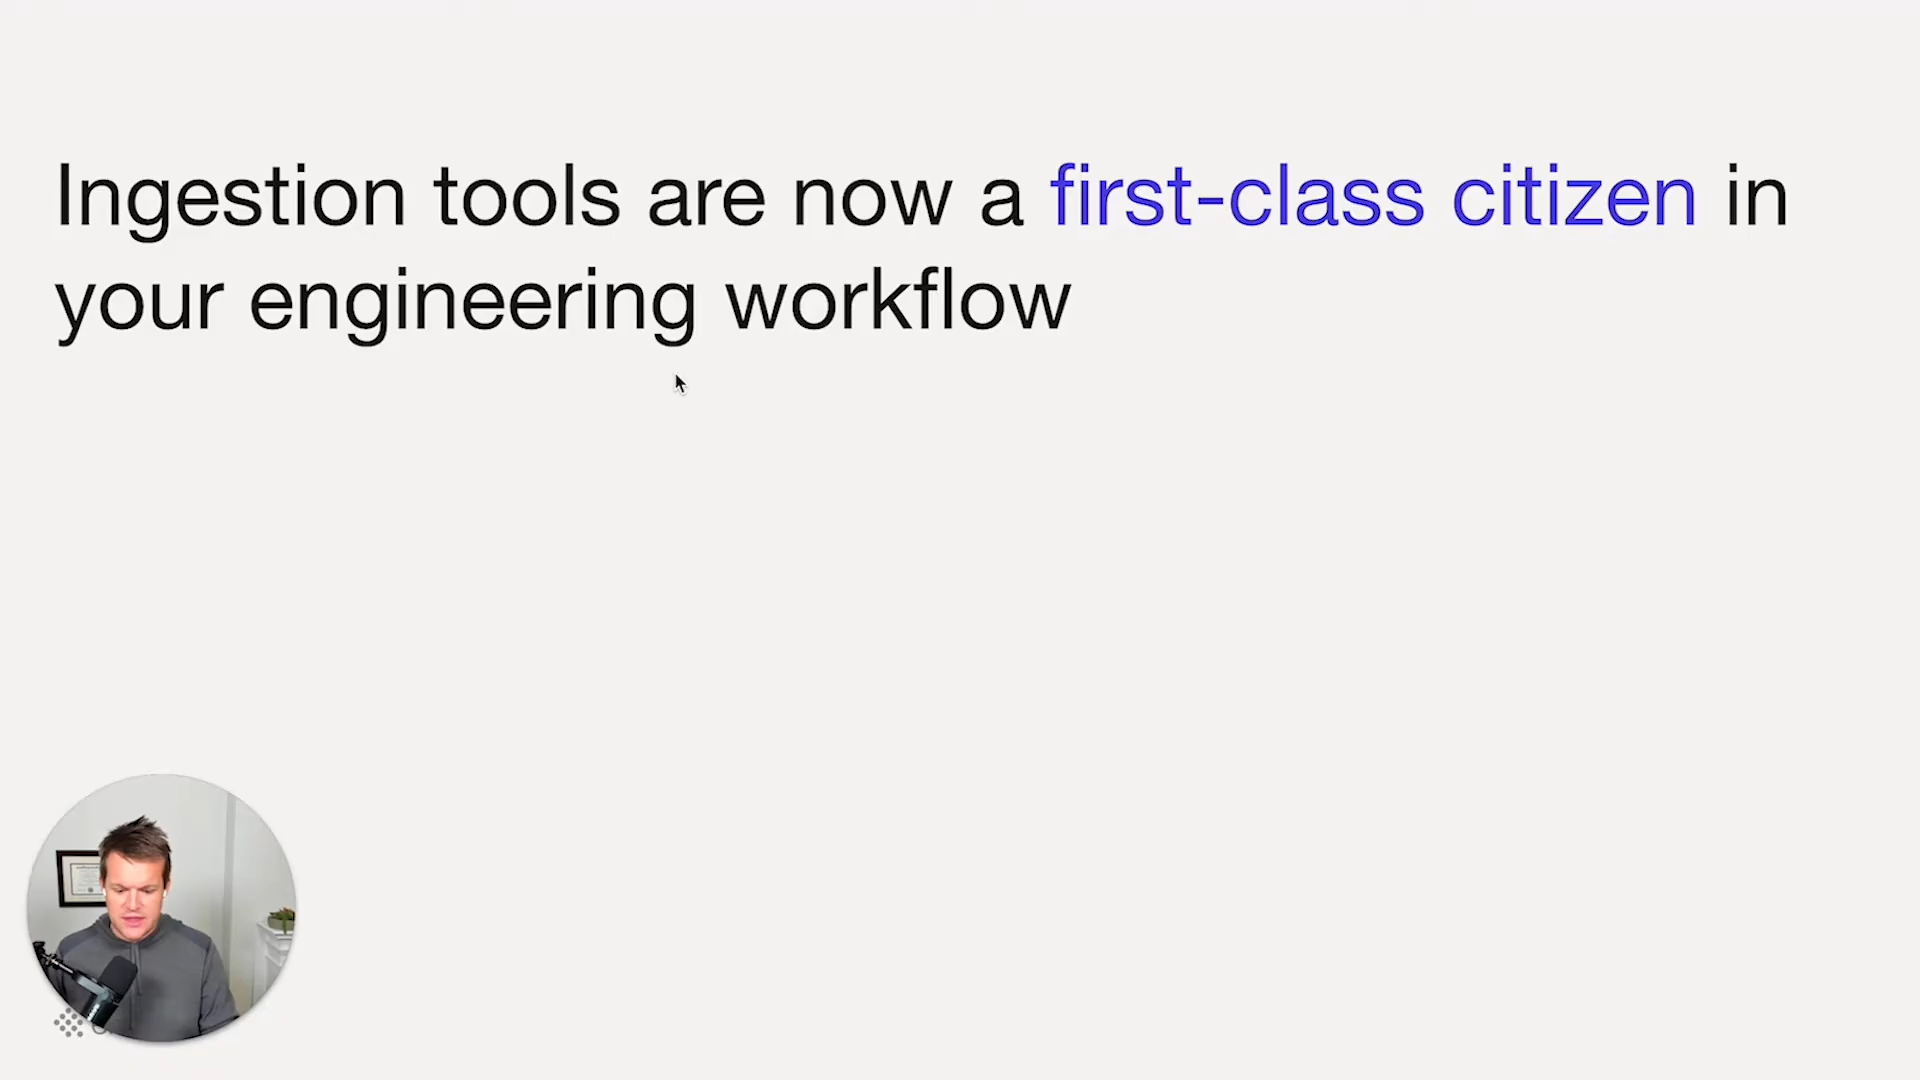 Ingestion tools are now a first-class citizen in
your engineering workflow